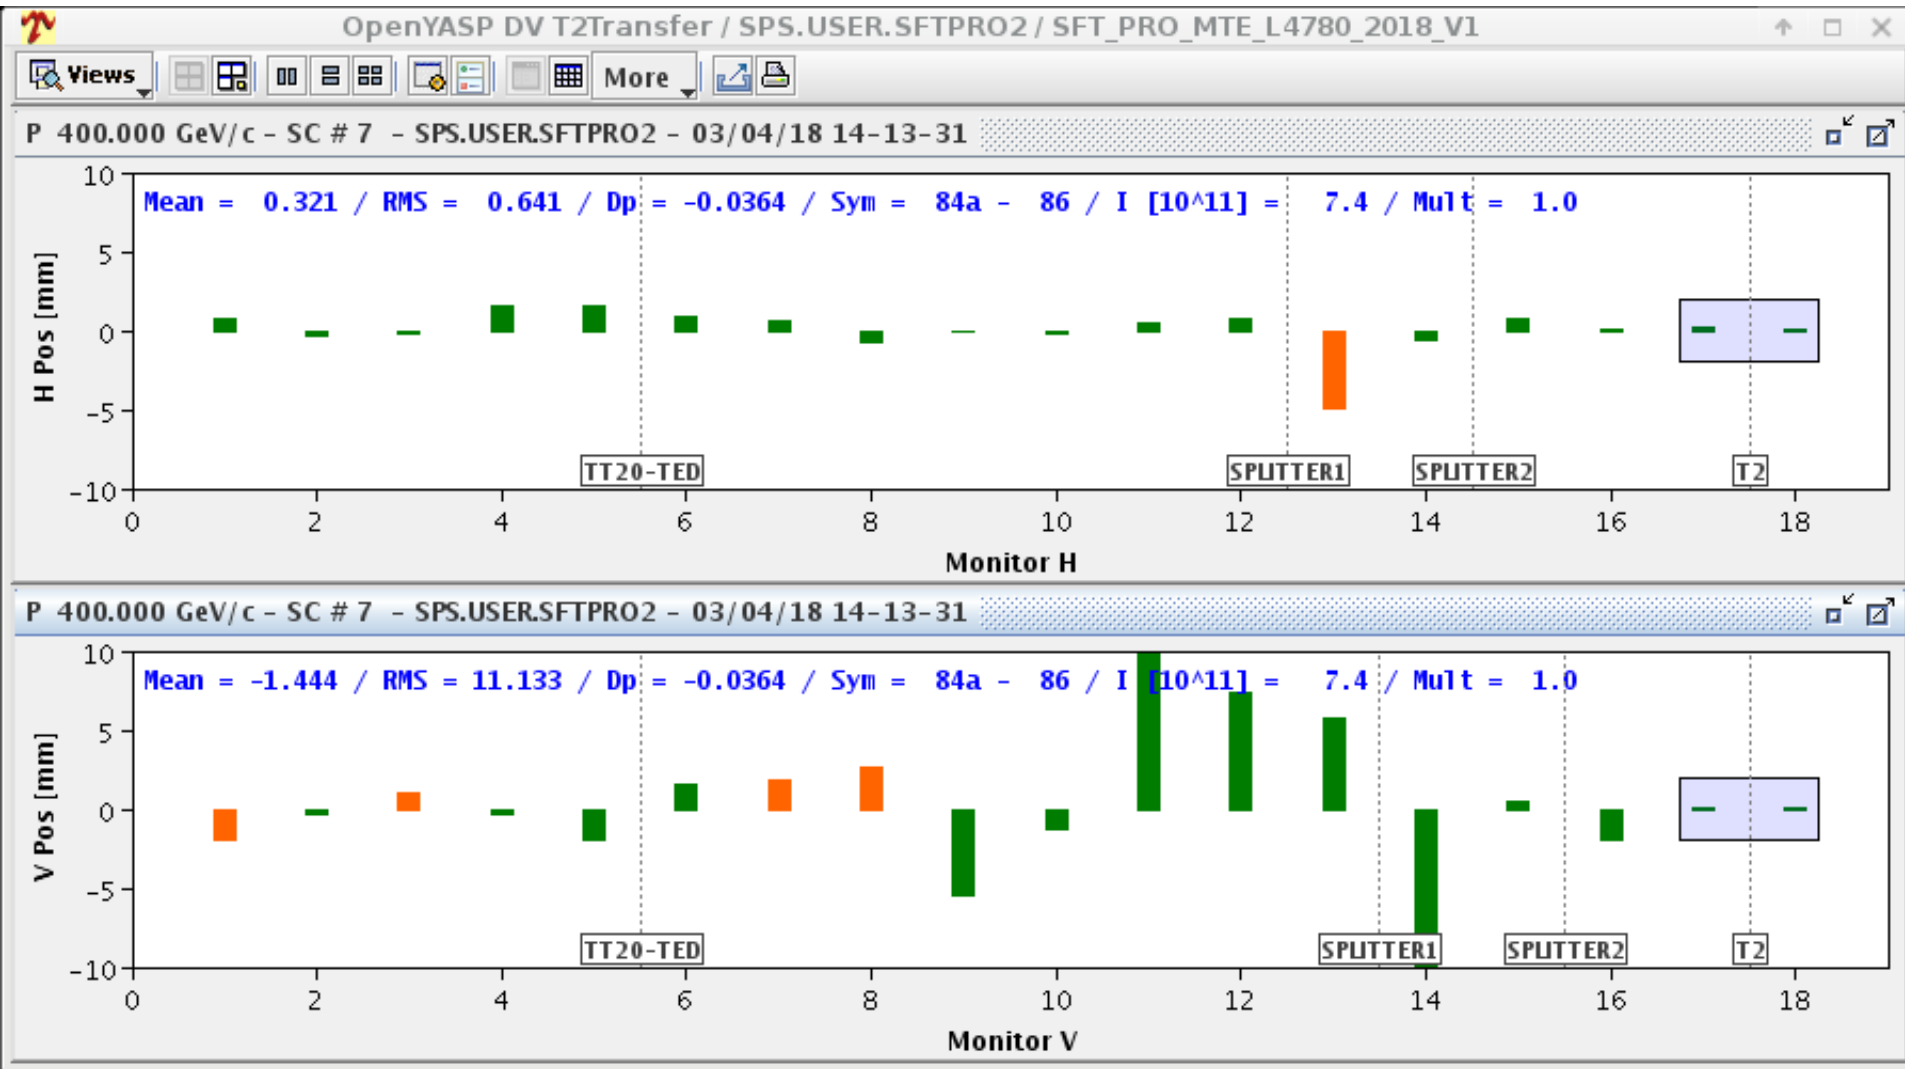 OpenYASP DV T2Transfer / SPS.USER.SFTPRO2 / SFT_PRO_MTE_L4780_2018_V1
Views More
P 400.000 GeV/c - SC # 7 - SPS.USER.SFTPRO2 - 03/04/18 14-13-31
Mean = 0.321 / RMS = 0.641 / Dp = -0.0364 / Sym = 84a - 86 / I [10^11] = 7.4 / Mult = 1.0
H Pos [mm]
10
5
0
-5
-10
TT20-TED SPLITTER1 SPLITTER2 T2
0 2 4 6 8 10 12 14 16 18
Monitor H
P 400.000 GeV/c - SC # 7 - SPS.USER.SFTPRO2 - 03/04/18 14-13-31
Mean = -1.444 / RMS = 11.133 / Dp = -0.0364 / Sym = 84a - 86 / I [10^11] = 7.4 / Mult = 1.0
V Pos [mm]
10
5
0
-5
-10
TT20-TED SPLITTER1 SPLITTER2 T2
0 2 4 6 8 10 12 14 16 18
Monitor V